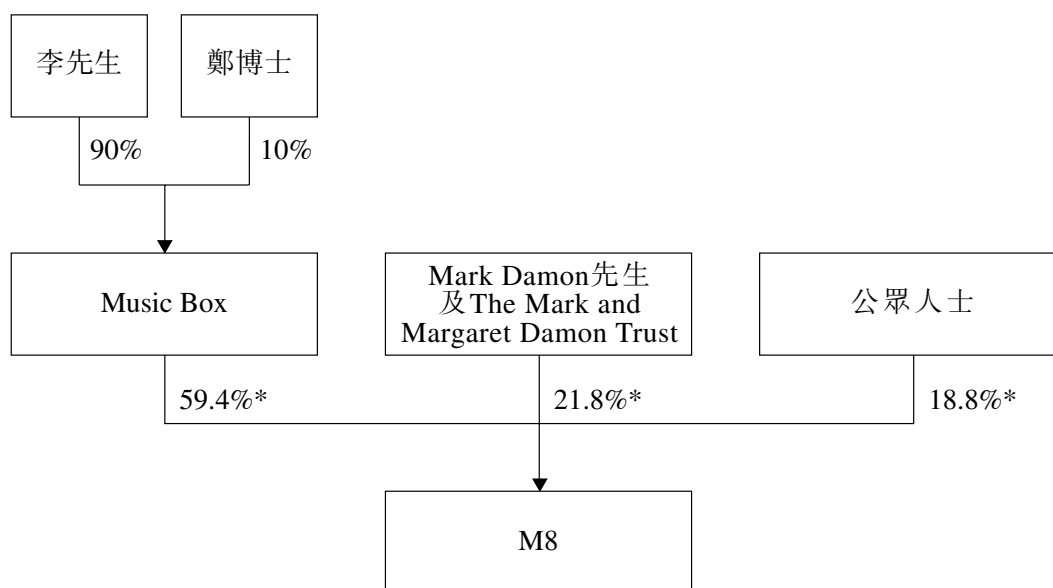 李先生
鄭博士
90%
10%
Music Box
Mark Damon先生
及The Mark and
Margaret Damon Trust
公眾人士
59.4%*
21.8%*
18.8%*
M8